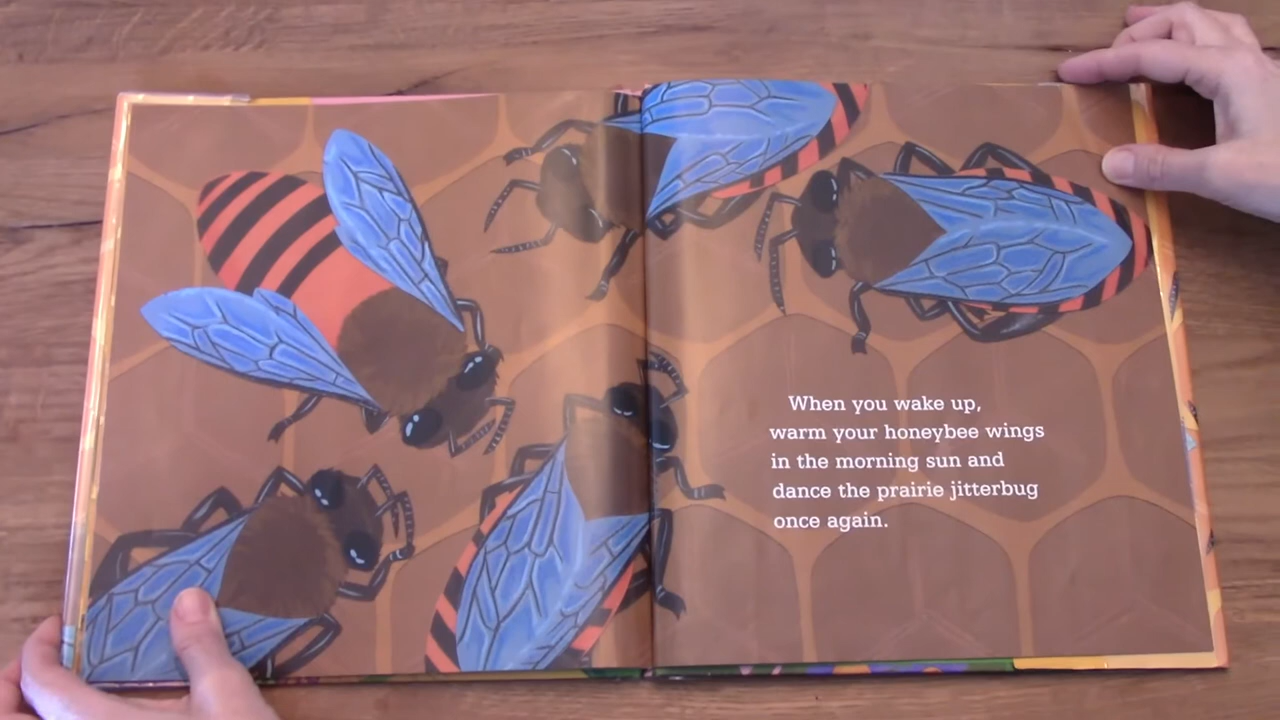 When you wake up,
warm your honeybee wings
in the morning sun and
dance the prairie jitterbug
once again.